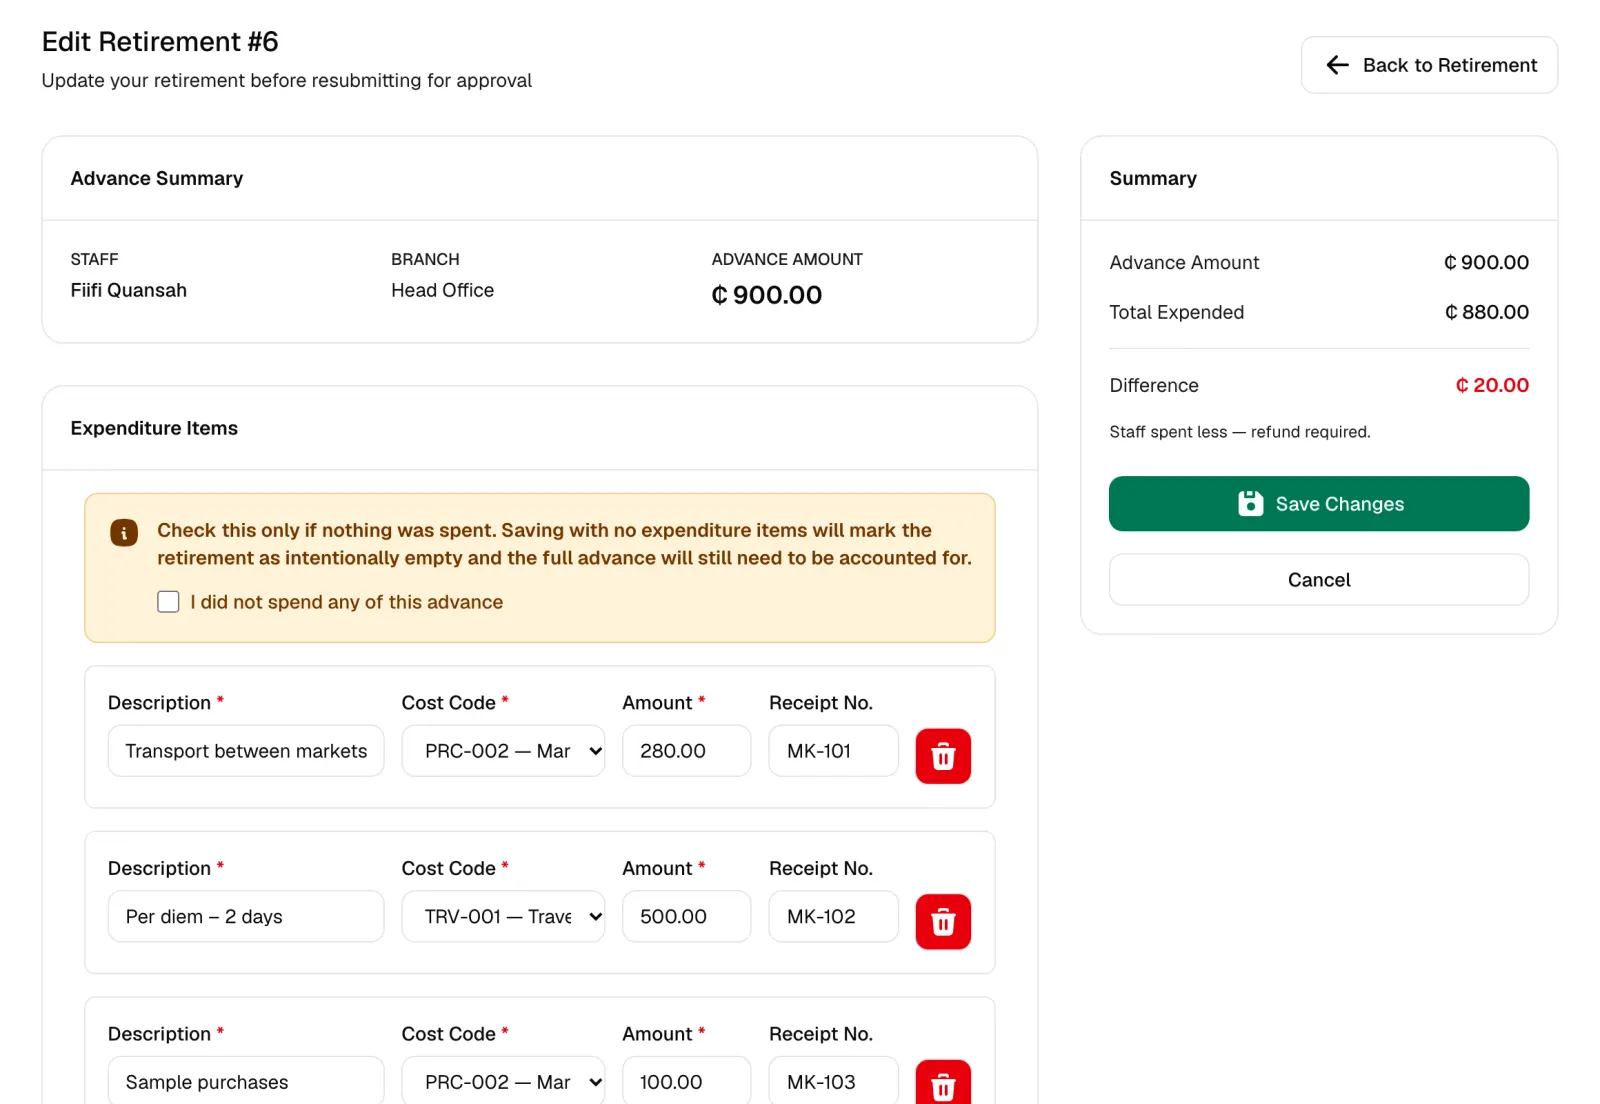 Edit Retirement #6
Update your retirement before resubmitting for approval
Back to Retirement
Advance Summary
STAFF
Fiifi Quansah
BRANCH
Head Office
ADVANCE AMOUNT
₵ 900.00
Expenditure Items
Check this only if nothing was spent. Saving with no expenditure items will mark the
retirement as intentionally empty and the full advance will still need to be accounted for.
I did not spend any of this advance
Description *
Cost Code *
Amount *
Receipt No.
Transport between markets
PRC-002 — Mar
280.00
MK-101
Description *
Cost Code *
Amount *
Receipt No.
Per diem – 2 days
TRV-001 — Trave
500.00
MK-102
Description *
Cost Code *
Amount *
Receipt No.
Sample purchases
PRC-002 — Mar
100.00
MK-103
Summary
Advance Amount
₵ 900.00
Total Expended
₵ 880.00
Difference
₵ 20.00
Staff spent less — refund required.
Save Changes
Cancel